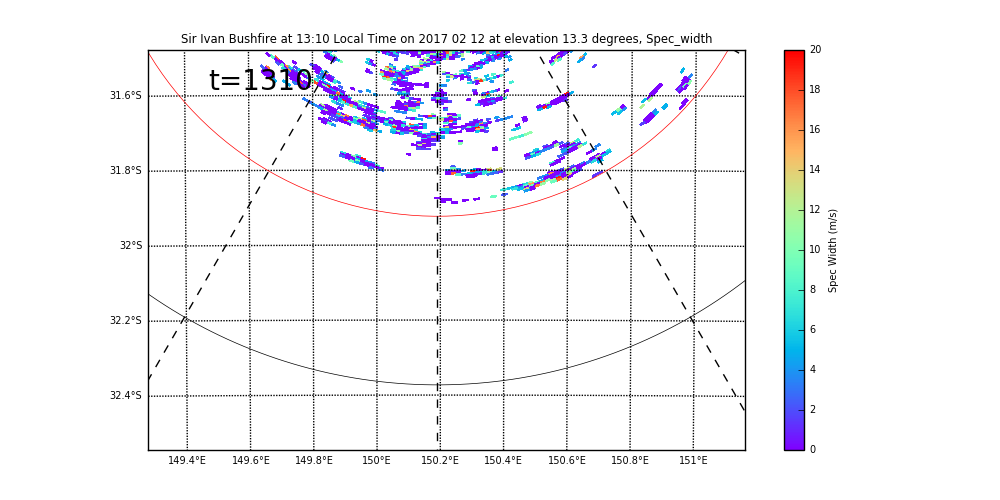 Sir Ivan Bushfire at 13:10 Local Time on 2017 02 12 at elevation 13.3 degrees, Spec_width
t=1310
31.6°S
31.8°S
32°S
32.2°S
32.4°S
149.4°E 149.6°E 149.8°E 150°E 150.2°E 150.4°E 150.6°E 150.8°E 151°E
20
18
16
14
12
10
8
6
4
2
0
Spec Width (m/s)